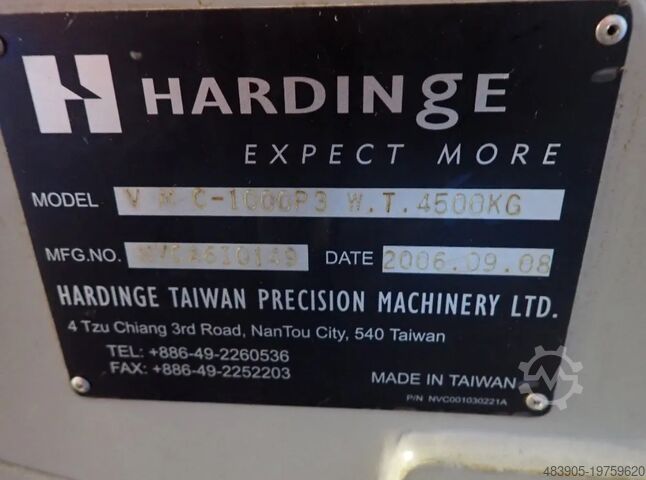 HARDINGE
EXPECT MORE
MODEL V M C-1000P3 W.T.4500KG
MFG.NO. DATE 2006.09.08
HARDINGE TAIWAN PRECISION MACHINERY LTD.
4 Tzu Chiang 3rd Road, NanTou City, 540 Taiwan
TEL: +886-49-2260536
FAX: +886-49-2252203
MADE IN TAIWAN
P/N NVC001030221A
483905-19759620